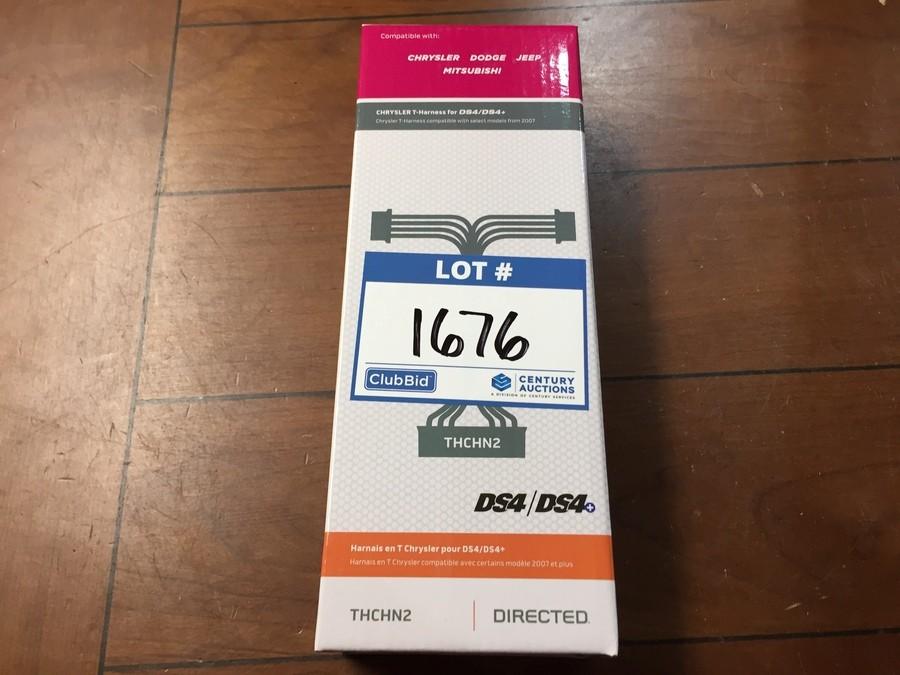 Compatible with:
CHRYSLER DODGE JEEP
MITSUBISHI
CHRYSLER T-Harness for DS4/DS4+
Chrysler T-Harness compatible with select models from 2007
LOT #
1676
ClubBid
CENTURY
AUCTIONS
A DIVISION OF CENTURY SERVICES
THCHN2
DS4/DS4+
Harnais en T Chrysler pour DS4/DS4+
Harnais en T Chrysler compatible avec certains modèle 2007 et plus
THCHN2 DIRECTED.